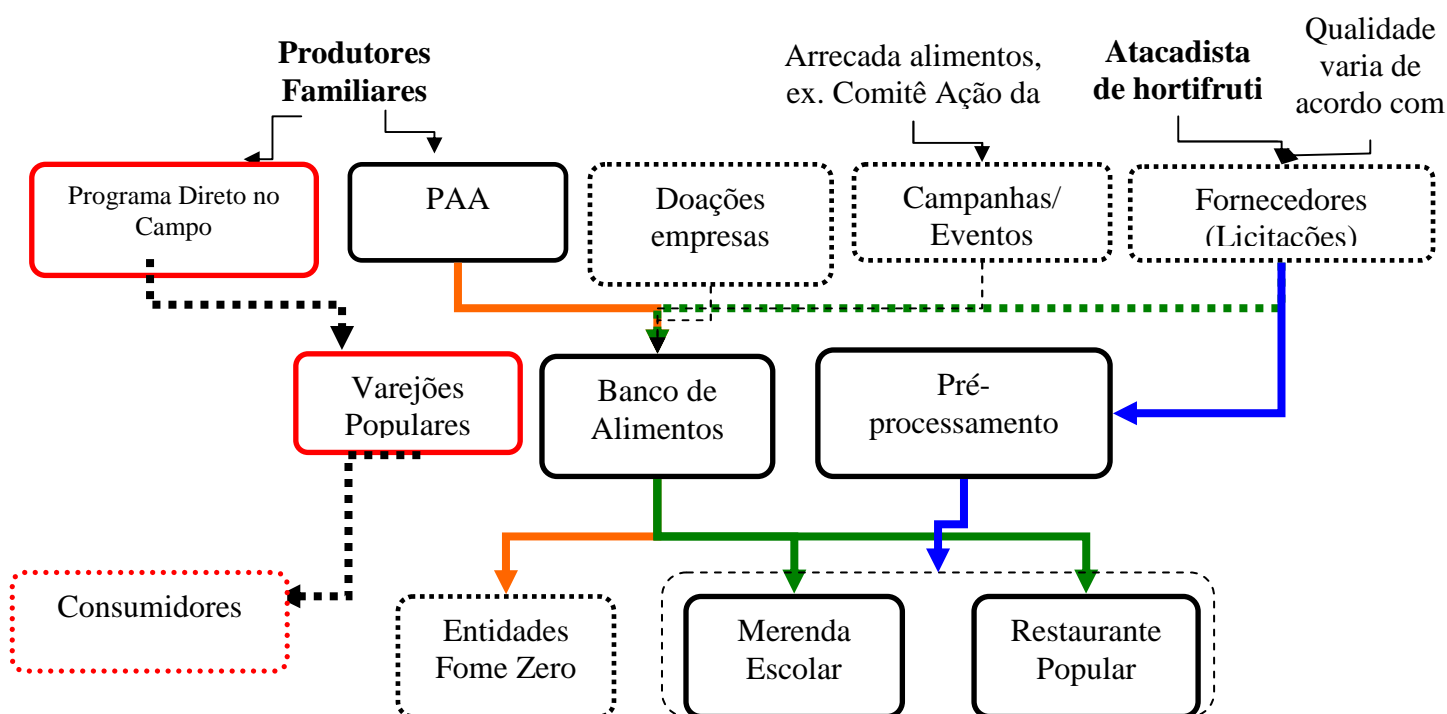 Produtores
Familiares
Arrecada alimentos,
ex. Comitê Ação da
Atacadista
de hortifruti
Qualidade
varia de
acordo com
Programa Direto no
Campo
PAA
Doações
empresas
Campanhas/
Eventos
Fornecedores
(Licitações)
Varejões
Populares
Banco de
Alimentos
Pré-
processamento
Consumidores
Entidades
Fome Zero
Merenda
Escolar
Restaurante
Popular